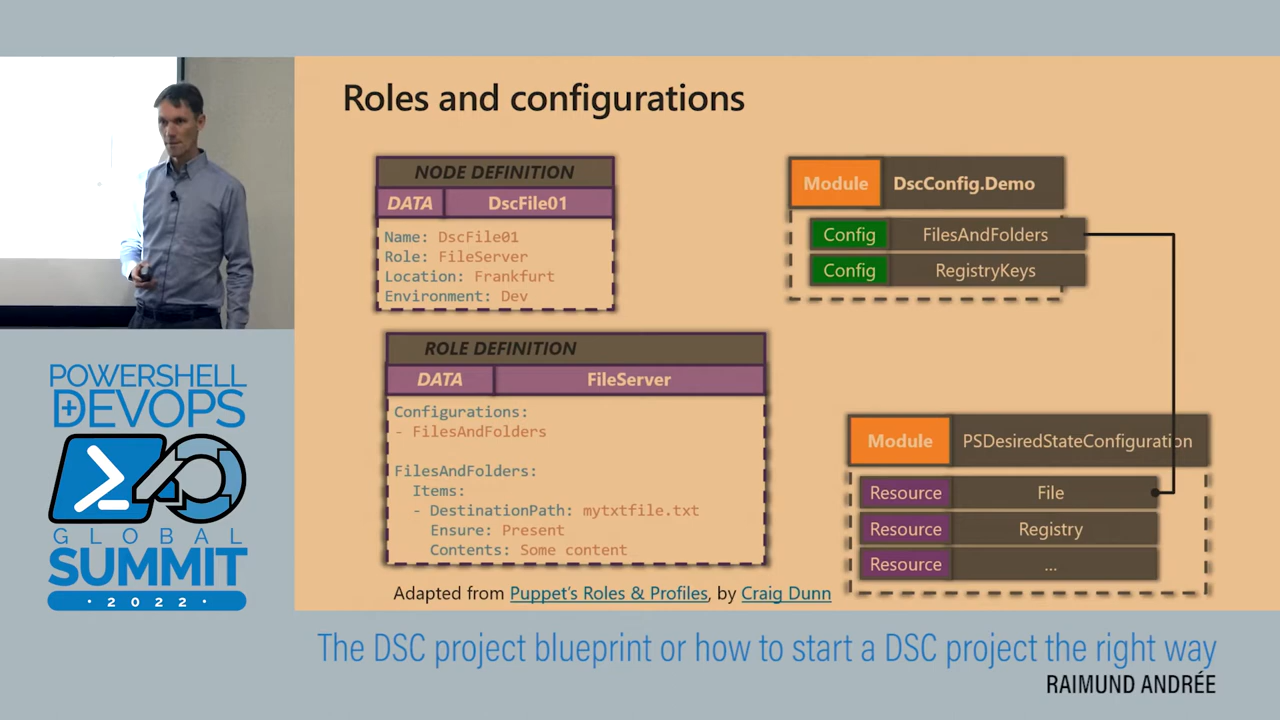 Roles and configurations
NODE DEFINITION
DATA DscFile01
Name: DscFile01
Role: FileServer
Location: Frankfurt
Environment: Dev
ROLE DEFINITION
DATA FileServer
Configurations:
- FilesAndFolders
FilesAndFolders:
Items:
- DestinationPath: mytxtfile.txt
Ensure: Present
Contents: Some content
Adapted from Puppet's Roles & Profiles, by Craig Dunn
Module DscConfig.Demo
Config FilesAndFolders
Config RegistryKeys
Module PSDesiredStateConfiguration
Resource File
Resource Registry
Resource ...
POWERSHELL
+DEVOPS
GLOBAL
SUMMIT
· 2022 ·
The DSC project blueprint or how to start a DSC project the right way
RAIMUND ANDRÉE